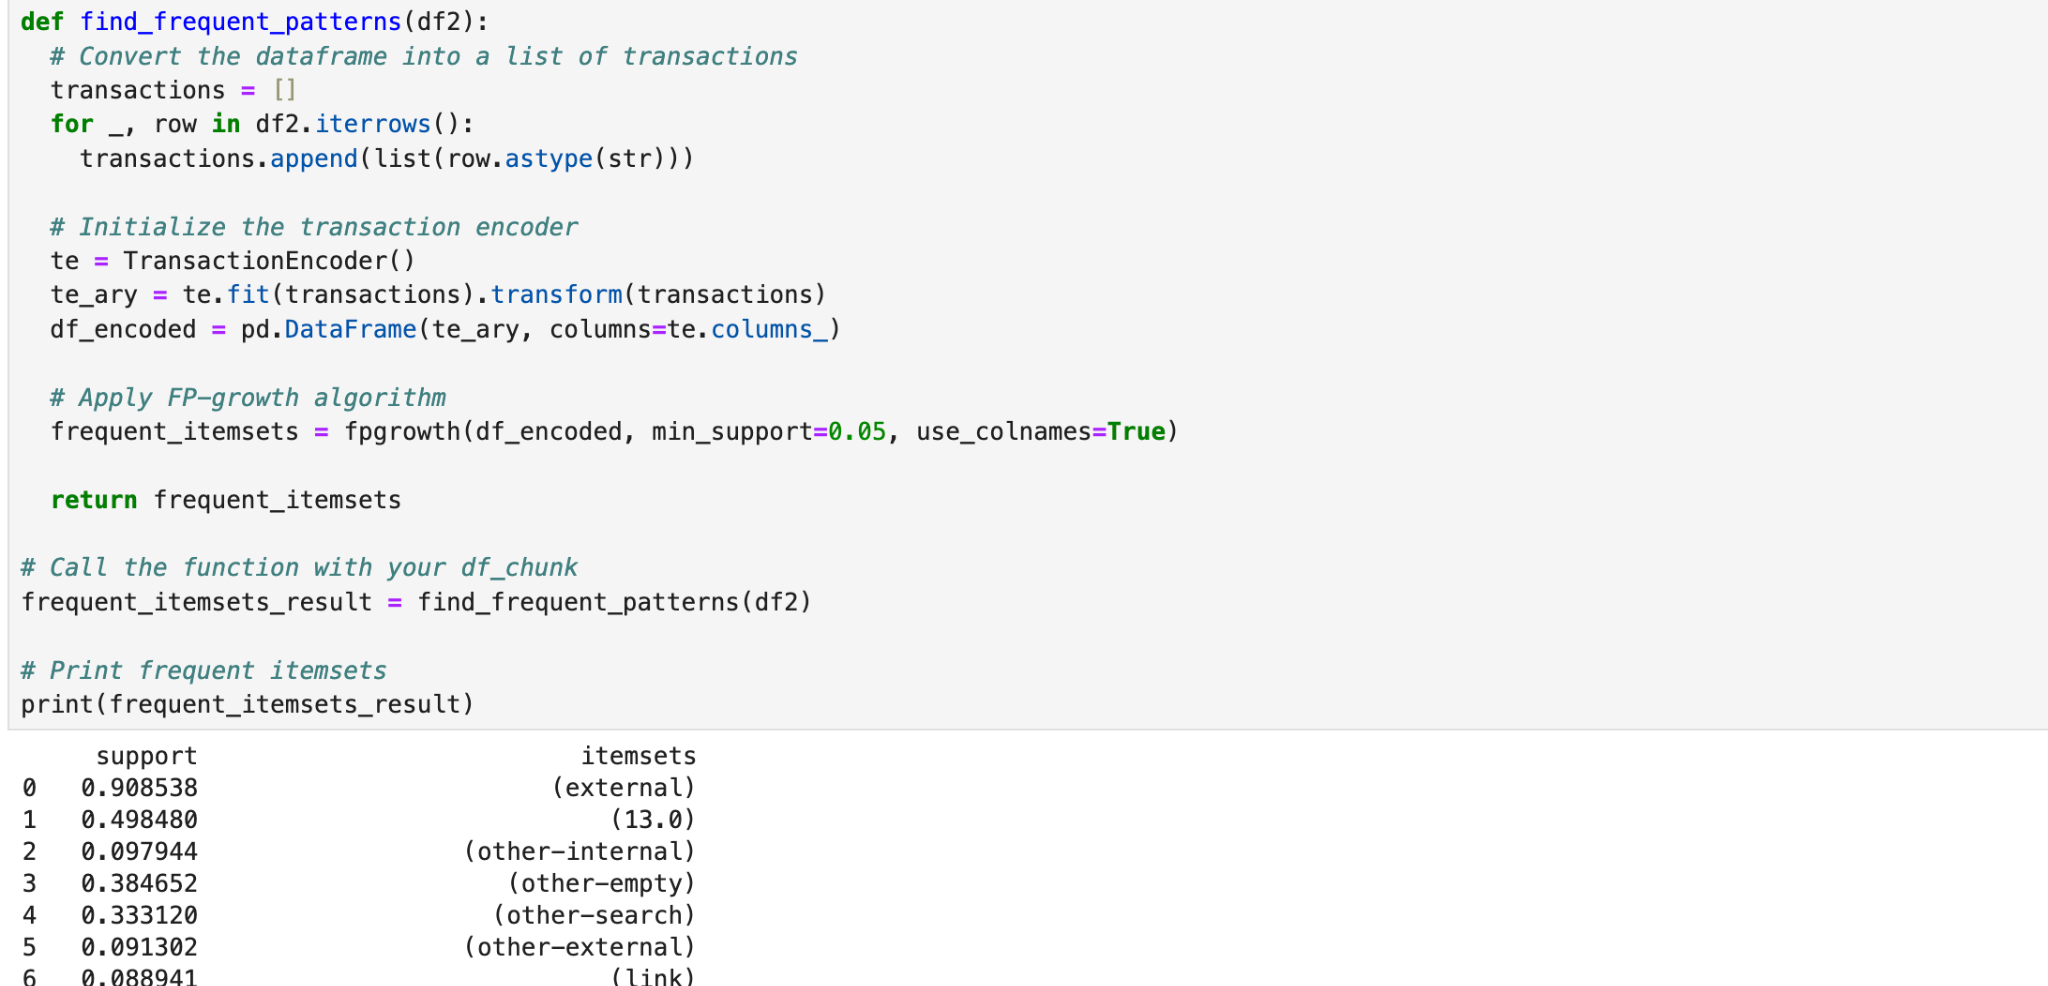 def find_frequent_patterns(df2):
  # Convert the dataframe into a list of transactions
  transactions = []
  for _, row in df2.iterrows():
    transactions.append(list(row.astype(str)))

  # Initialize the transaction encoder
  te = TransactionEncoder()
  te_ary = te.fit(transactions).transform(transactions)
  df_encoded = pd.DataFrame(te_ary, columns=te.columns_)

  # Apply FP-growth algorithm
  frequent_itemsets = fpgrowth(df_encoded, min_support=0.05, use_colnames=True)

  return frequent_itemsets

# Call the function with your df_chunk
frequent_itemsets_result = find_frequent_patterns(df2)

# Print frequent itemsets
print(frequent_itemsets_result)
     support                          itemsets
0   0.908538                        (external)
1   0.498480                            (13.0)
2   0.097944                  (other-internal)
3   0.384652                     (other-empty)
4   0.333120                    (other-search)
5   0.091302                  (other-external)
6   0.088941                            (link)